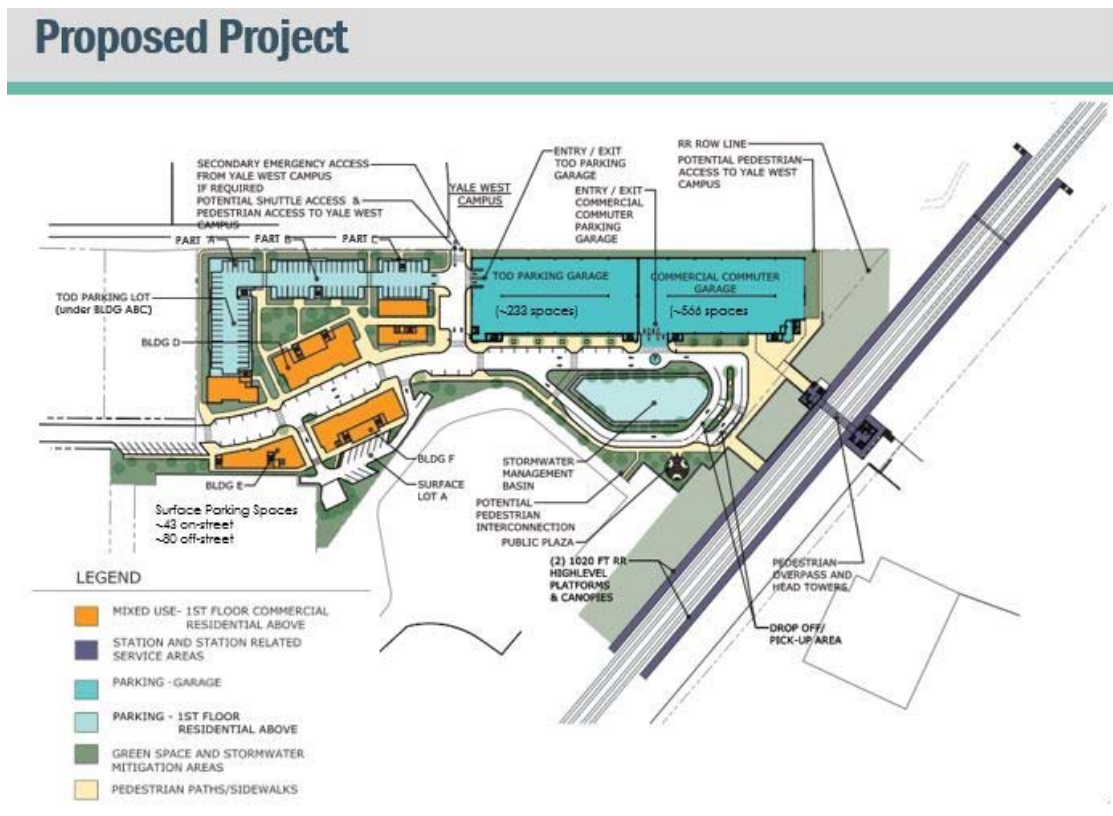 Proposed Project
SECONDARY EMERGENCY ACCESS
FROM YALE WEST CAMPUS
IF REQUIRED
POTENTIAL SHUTTLE ACCESS &
PEDESTRIAN ACCESS TO YALE WEST
CAMPUS
YALE WEST
CAMPUS
ENTRY / EXIT
TOD PARKING
GARAGE
ENTRY / EXIT
COMMERCIAL
COMMUTER
PARKING
GARAGE
RR ROW LINE
POTENTIAL PEDESTRIAN
ACCESS TO YALE WEST
CAMPUS
PART A
PART B
PART C
TOD PARKING LOT
(under BLDG ABC)
TOD PARKING GARAGE
(~233 spaces)
COMMERCIAL COMMUTER
GARAGE
(~566 spaces
BLDG D
BLDG F
BLDG E
SURFACE
LOT A
STORMWATER
MANAGEMENT
BASIN
POTENTIAL
PEDESTRIAN
INTERCONNECTION
PUBLIC PLAZA
(2) 1020 FT RR
HIGHLEVEL
PLATFORMS
& CANOPIES
PEDESTRIAN
OVERPASS AND
HEAD TOWERS
DROP OFF/
PICK-UP AREA
Surface Parking Spaces
~43 on-street
~80 off-street
LEGEND
MIXED USE- 1ST FLOOR COMMERCIAL
RESIDENTIAL ABOVE
STATION AND STATION RELATED
SERVICE AREAS
PARKING -GARAGE
PARKING - 1ST FLOOR
RESIDENTIAL ABOVE
GREEN SPACE AND STORMWATER
MITIGATION AREAS
PEDESTRIAN PATHS/SIDEWALKS